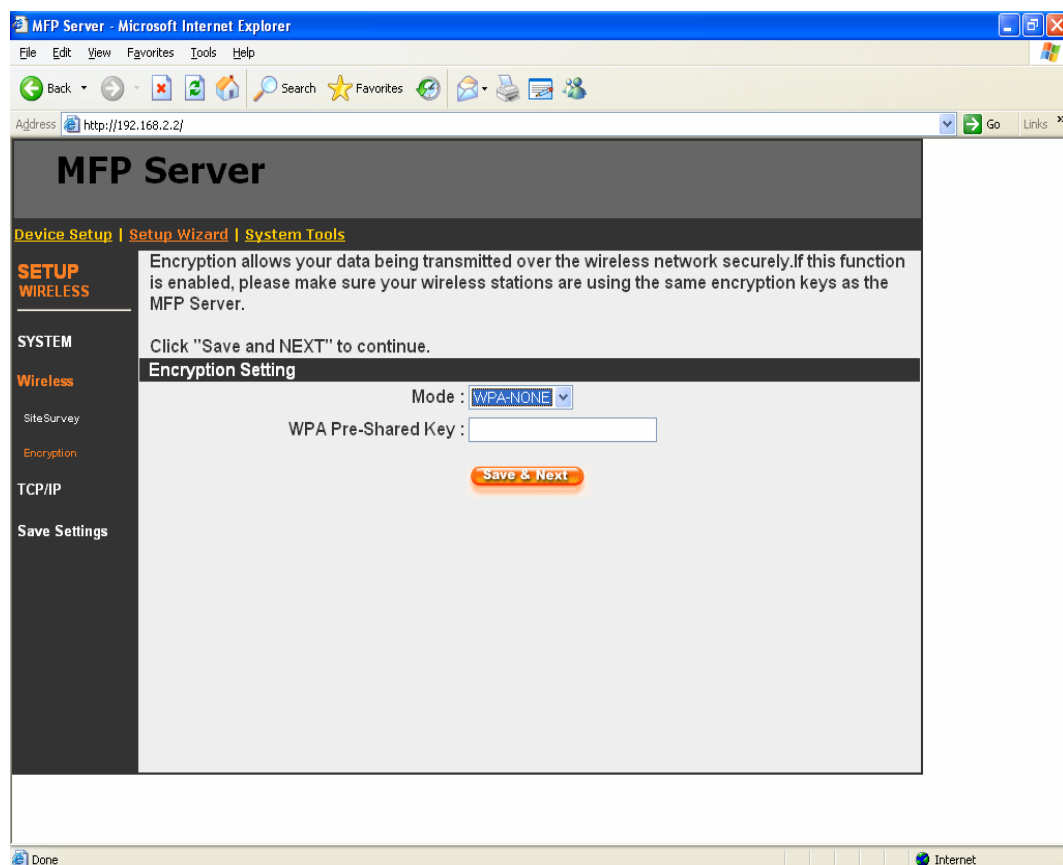 MFP Server - Microsoft Internet Explorer
File Edit View Favorites Tools Help
Back Search Favorites
Address http://192.168.2.2/ Go Links »
MFP Server
Device Setup | Setup Wizard | System Tools
SETUP
WIRELESS
SYSTEM
Wireless
SiteSurvey
Encryption
TCP/IP
Save Settings
Encryption allows your data being transmitted over the wireless network securely.If this function
is enabled, please make sure your wireless stations are using the same encryption keys as the
MFP Server.
Click "Save and NEXT" to continue.
Encryption Setting
Mode : WPA-NONE
WPA Pre-Shared Key :
Save & Next
Done Internet